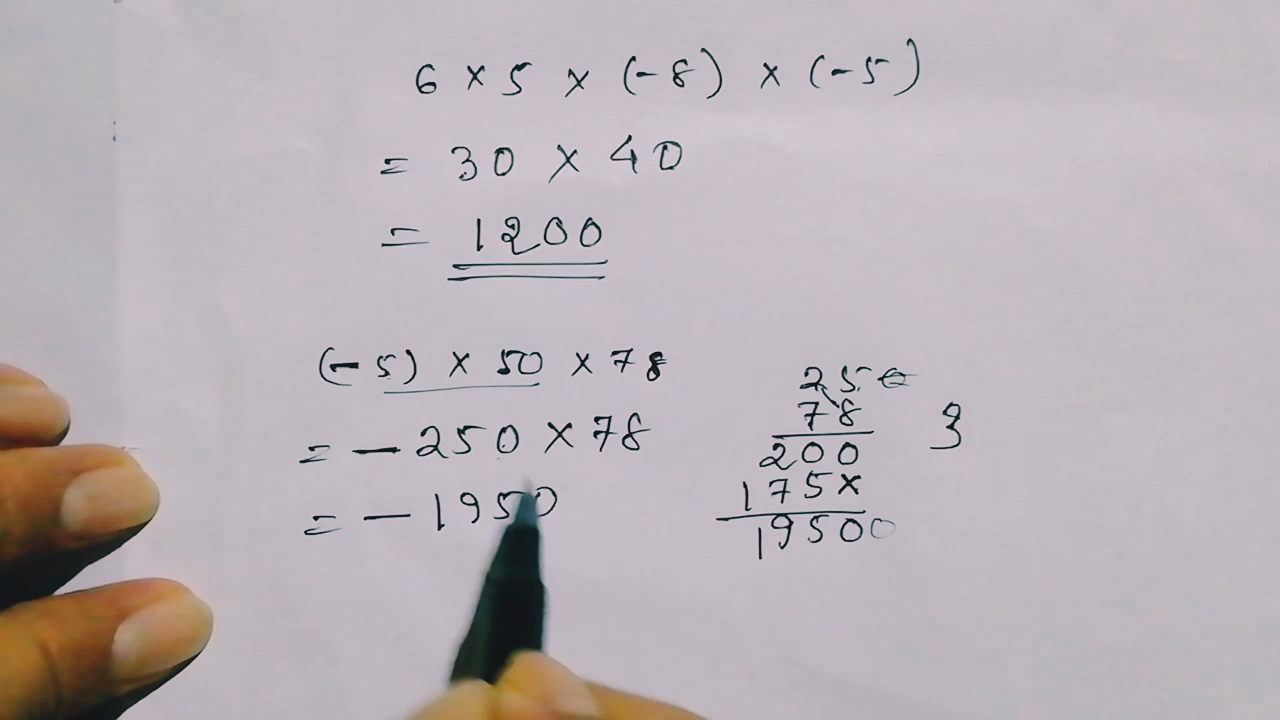 6 × 5 × (-8) × (-5)
= 30 × 40
= 1200
(-5) × 50 × 78
= -250 × 78
= -1950
250
78
3
200
175×
19500